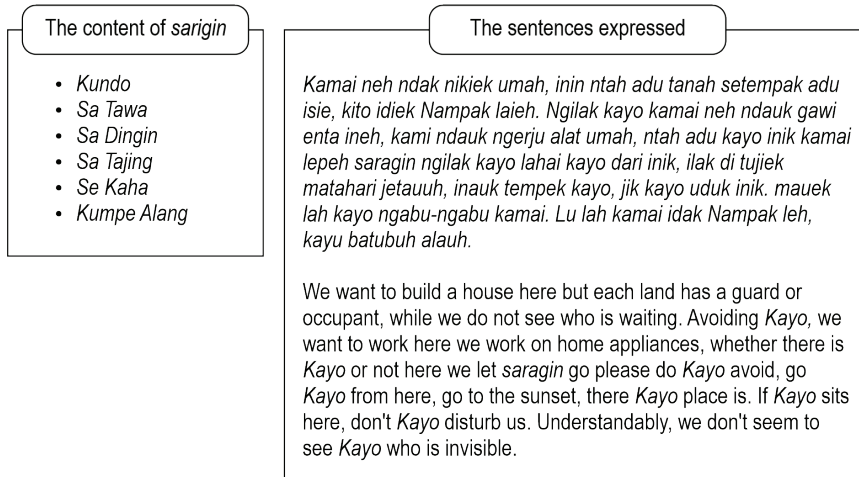 The content of sarigin
• Kundo
• Sa Tawa
• Sa Dingin
• Sa Tajing
• Se Kaha
• Kumpe Alang
The sentences expressed
Kamai neh ndak nikiek umah, inin ntah adu tanah setempak adu
isie, kito idiek Nampak laieh. Ngilak kayo kamai neh ndauk gawi
enta ineh, kami ndauk ngerju alat umah, ntah adu kayo inik kamai
lepeh saragin ngilak kayo lahai kayo dari inik, ilak di tujiek
matahari jetauuh, inauk tempek kayo, jik kayo uduk inik. mauek
lah kayo ngabu-ngabu kamai. Lu lah kamai idak Nampak leh,
kayu batubuh alauh.
We want to build a house here but each land has a guard or
occupant, while we do not see who is waiting. Avoiding Kayo, we
want to work here we work on home appliances, whether there is
Kayo or not here we let saragin go please do Kayo avoid, go
Kayo from here, go to the sunset, there Kayo place is. If Kayo sits
here, don't Kayo disturb us. Understandably, we don't seem to
see Kayo who is invisible.